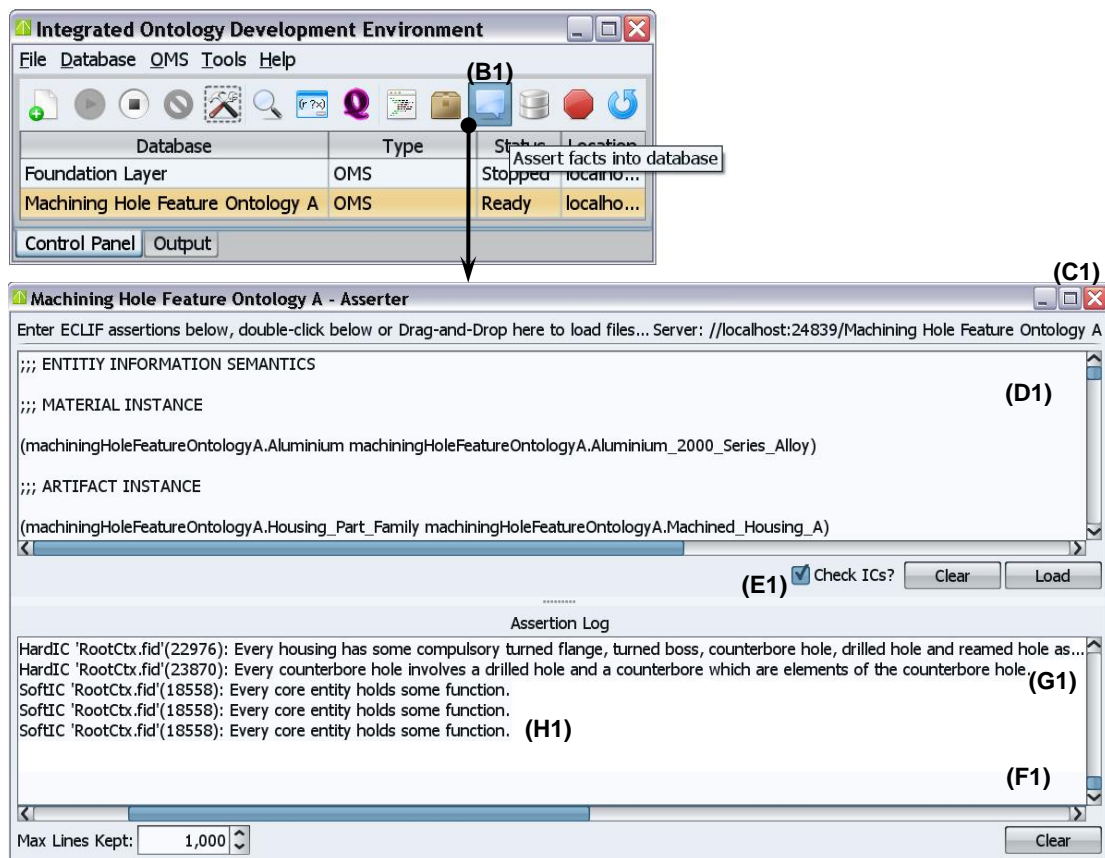 Integrated Ontology Development Environment
File Database OMS Tools Help
(B1)
(r ?x)
Q
Database Type Status Location
Assert facts into database
Foundation Layer OMS Stopped localho...
Machining Hole Feature Ontology A OMS Ready localho...
Control Panel Output
(C1)
Machining Hole Feature Ontology A - Asserter
Enter ECLIF assertions below, double-click below or Drag-and-Drop here to load files... Server: //localhost:24839/Machining Hole Feature Ontology A
;;; ENTITIY INFORMATION SEMANTICS
(D1)
;;; MATERIAL INSTANCE
(machiningHoleFeatureOntologyA.Aluminium machiningHoleFeatureOntologyA.Aluminium_2000_Series_Alloy)
;;; ARTIFACT INSTANCE
(machiningHoleFeatureOntologyA.Housing_Part_Family machiningHoleFeatureOntologyA.Machined_Housing_A)
(E1) Check ICs? Clear Load
Assertion Log
HardIC 'RootCtx.fid'(22976): Every housing has some compulsory turned flange, turned boss, counterbore hole, drilled hole and reamed hole as...
HardIC 'RootCtx.fid'(23870): Every counterbore hole involves a drilled hole and a counterbore which are elements of the counterbore hole.
(G1)
SoftIC 'RootCtx.fid'(18558): Every core entity holds some function.
SoftIC 'RootCtx.fid'(18558): Every core entity holds some function.
SoftIC 'RootCtx.fid'(18558): Every core entity holds some function. (H1)
(F1)
Max Lines Kept: 1,000 Clear